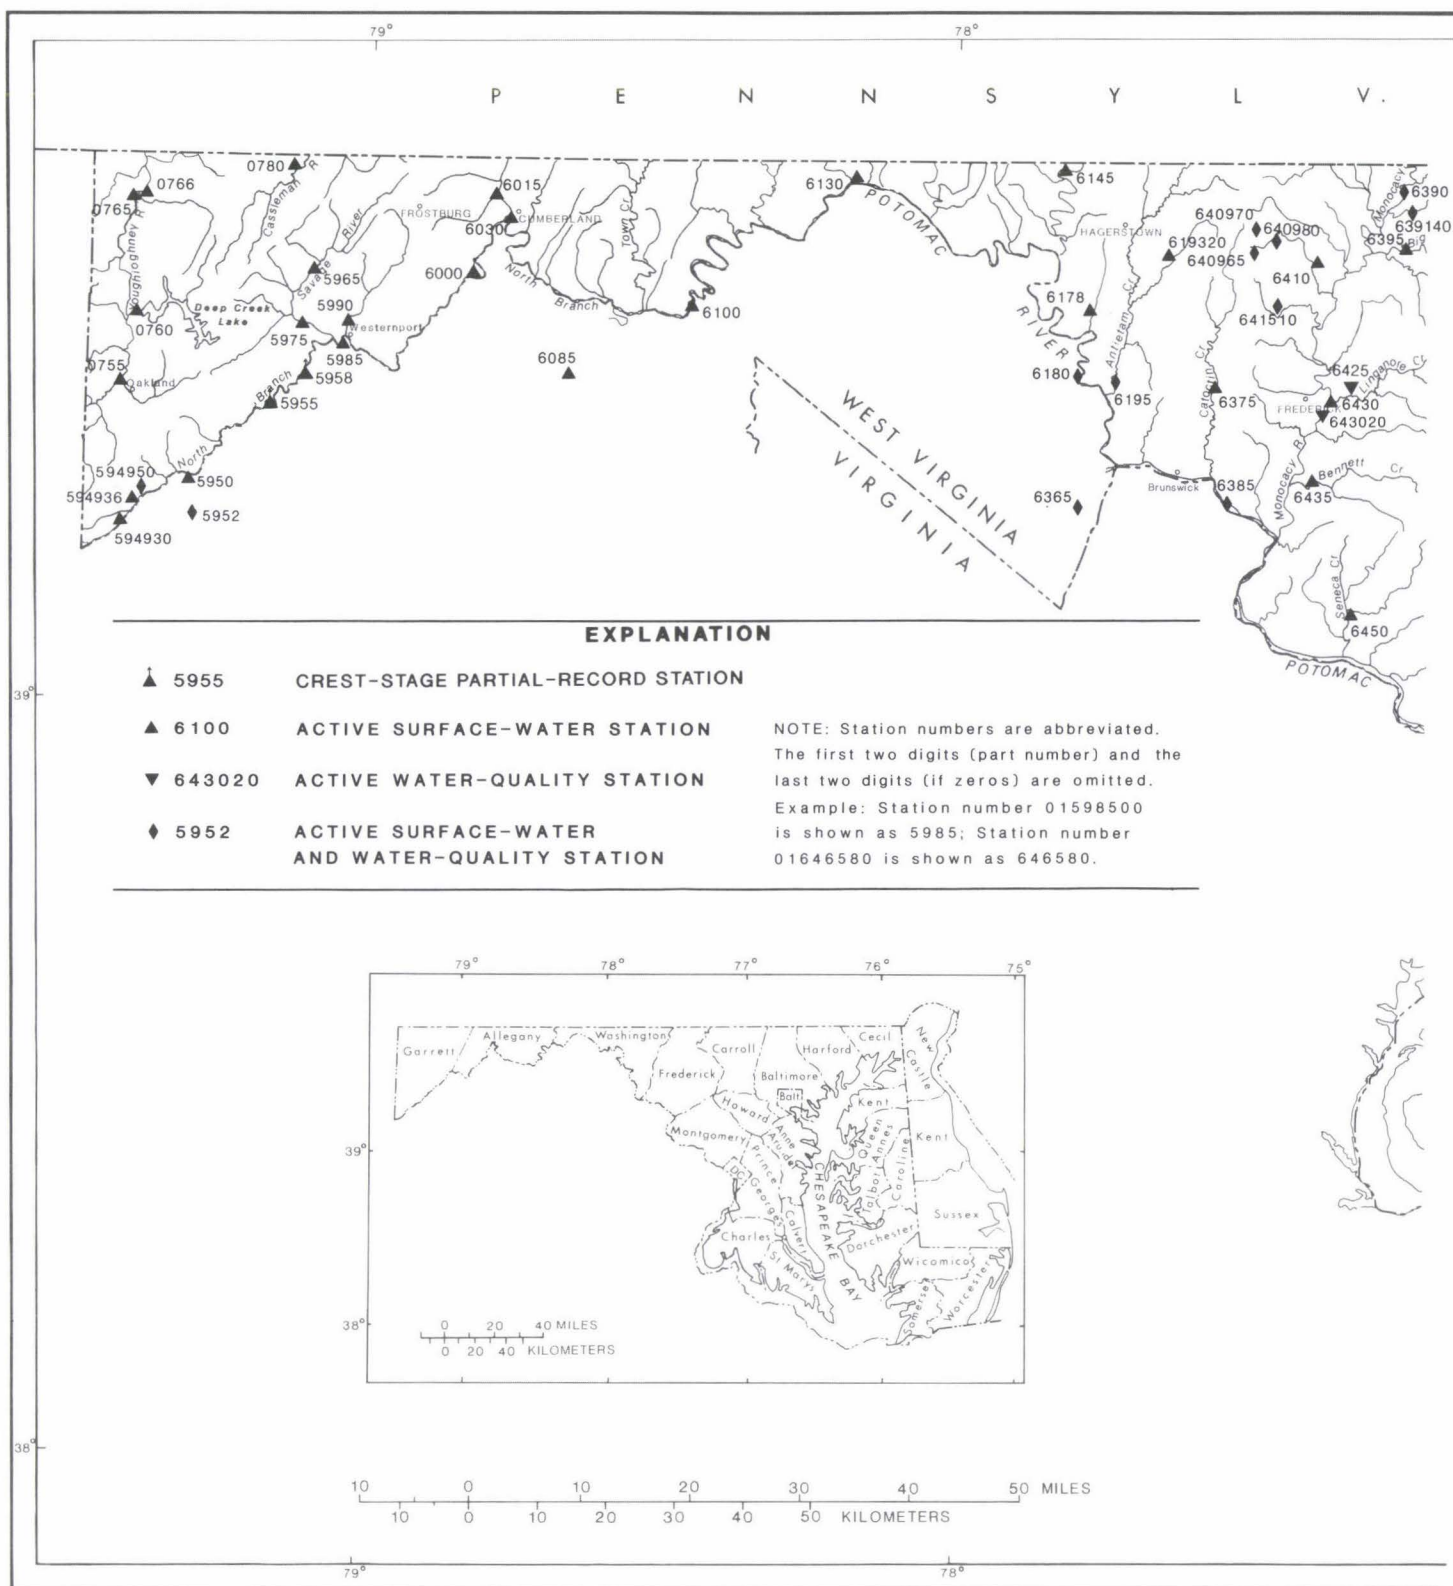 79°
78°
P E N N S Y L V.
0766
0765
0780
Cassleman R
Youghiogheny R
FROSTBURG
6015
CUMBERLAND
6030
6000
Savage River
5965
5990
Westernport
5985
5975
5958
5955
Deep Creek
Lake
0760
0755
Oakland
North Branch
594950
5950
594936
5952
594930
North
Branch
Town Cr
6100
6085
6130
POTOMAC
RIVER
6145
HAGERSTOWN
619320
6178
Antietam Cr
6180
6195
WEST VIRGINIA
VIRGINIA
6365
Brunswick
Catoctin Cr
6375
6385
640970
640980
640965
6410
641510
Monocacy
6390
639140
6395
Big
6425
Linganore Cr
FREDERICK
6430
643020
Monocacy R
Bennett Cr
6435
Seneca Cr
6450
POTOMAC
EXPLANATION
5955 CREST-STAGE PARTIAL-RECORD STATION
6100 ACTIVE SURFACE-WATER STATION
643020 ACTIVE WATER-QUALITY STATION
5952 ACTIVE SURFACE-WATER
AND WATER-QUALITY STATION
NOTE: Station numbers are abbreviated.
The first two digits (part number) and the
last two digits (if zeros) are omitted.
Example: Station number 01598500
is shown as 5985; Station number
01646580 is shown as 646580.
39°
79° 78° 77° 76° 75°
Garrett
Allegany
Washington
Frederick
Carroll
Baltimore
Harford
Cecil
New Castle
Balt
Howard
Montgomery
Anne Arundel
Prince Georges
DC
Kent
Queen Annes
Talbot
Caroline
Kent
CHESAPEAKE
BAY
Calvert
Charles
St Marys
Dorchester
Sussex
Wicomico
Somerset
Worcester
39°
38°
0 20 40 MILES
0 20 40 KILOMETERS
38°
10 0 10 20 30 40 50 MILES
10 0 10 20 30 40 50 KILOMETERS
79°
78°